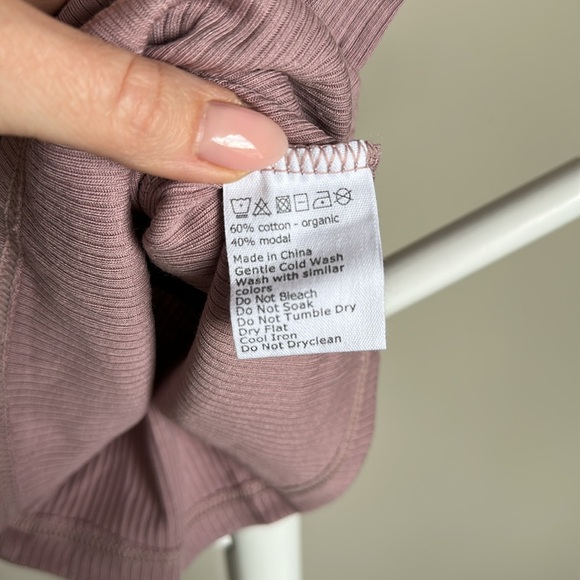 60% cotton - organic
40% modal
Made in China
Gentle Cold Wash
Wash with similar
colors
Do Not Bleach
Do Not Soak
Do Not Tumble Dry
Dry Flat
Cool Iron
Do Not Dryclean